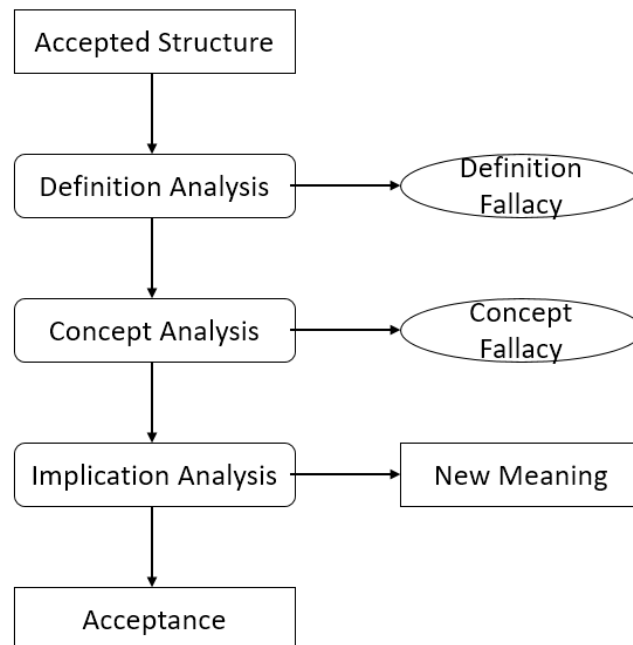 Accepted Structure
Definition Analysis
Definition
Fallacy
Concept Analysis
Concept
Fallacy
Implication Analysis
New Meaning
Acceptance